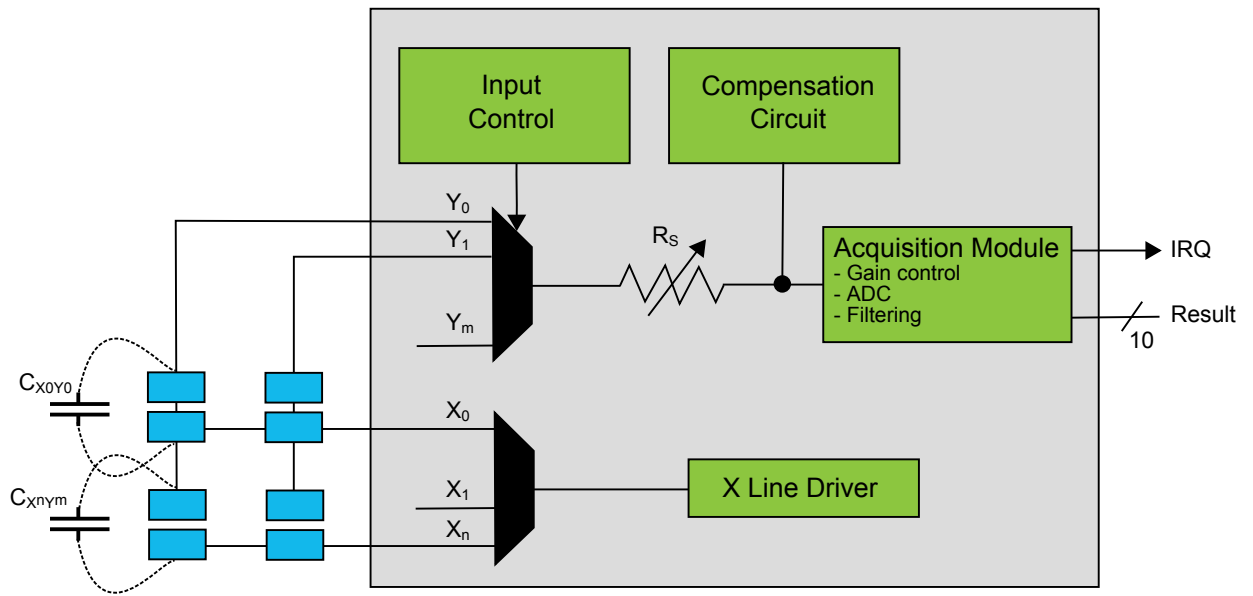 Input
Control
Compensation
Circuit
Y0
Y1
Ym
RS
Acquisition Module
- Gain control
- ADC
- Filtering
IRQ
Result
10
CX0Y0
CXnYm
X0
X1
Xn
X Line Driver